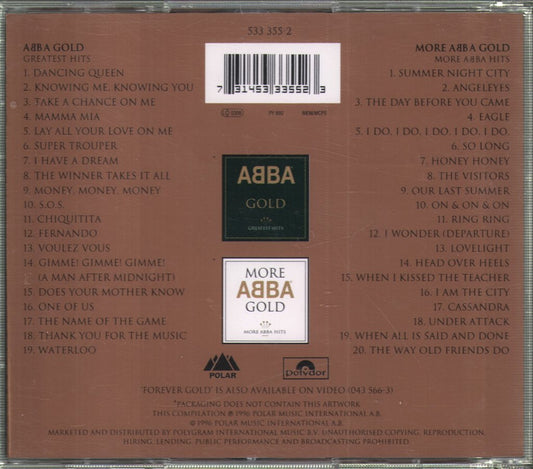 533 355 2
7 31453 33552 3
PY 880
BIEM/MCPS
ABBA GOLD
GREATEST HITS
1. DANCING QUEEN
2. KNOWING ME, KNOWING YOU
3. TAKE A CHANCE ON ME
4. MAMMA MIA
5. LAY ALL YOUR LOVE ON ME
6. SUPER TROUPER
7. I HAVE A DREAM
8. THE WINNER TAKES IT ALL
9. MONEY, MONEY, MONEY
10. S.O.S.
11. CHIQUITITA
12. FERNANDO
13. VOULEZ VOUS
14. GIMME! GIMME! GIMME!
(A MAN AFTER MIDNIGHT)
15. DOES YOUR MOTHER KNOW
16. ONE OF US
17. THE NAME OF THE GAME
18. THANK YOU FOR THE MUSIC
19. WATERLOO
ABBA
GOLD
GREATEST HITS
MORE
ABBA
GOLD
MORE ABBA HITS
MORE ABBA GOLD
MORE ABBA HITS
1. SUMMER NIGHT CITY
2. ANGELEYES
3. THE DAY BEFORE YOU CAME
4. EAGLE
5. I DO, I DO, I DO, I DO, I DO.
6. SO LONG
7. HONEY HONEY
8. THE VISITORS
9. OUR LAST SUMMER
10. ON & ON & ON
11. RING RING
12. I WONDER (DEPARTURE)
13. LOVELIGHT
14. HEAD OVER HEELS
15. WHEN I KISSED THE TEACHER
16. I AM THE CITY
17. CASSANDRA
18. UNDER ATTACK
19. WHEN ALL IS SAID AND DONE
20. THE WAY OLD FRIENDS DO
POLAR
polydor
'FOREVER GOLD' IS ALSO AVAILABLE ON VIDEO (043 566-3)
*PACKAGING DOES NOT CONTAIN THIS ARTWORK.
THIS COMPILATION ℗ 1996 POLAR MUSIC INTERNATIONAL A.B.
© 1996 POLAR MUSIC INTERNATIONAL AB.
MARKETED AND DISTRIBUTED BY POLYGRAM INTERNATIONAL MUSIC B.V. UNAUTHORISED COPYING, REPRODUCTION,
HIRING, LENDING, PUBLIC PERFORMANCE AND BROADCASTING PROHIBITED.